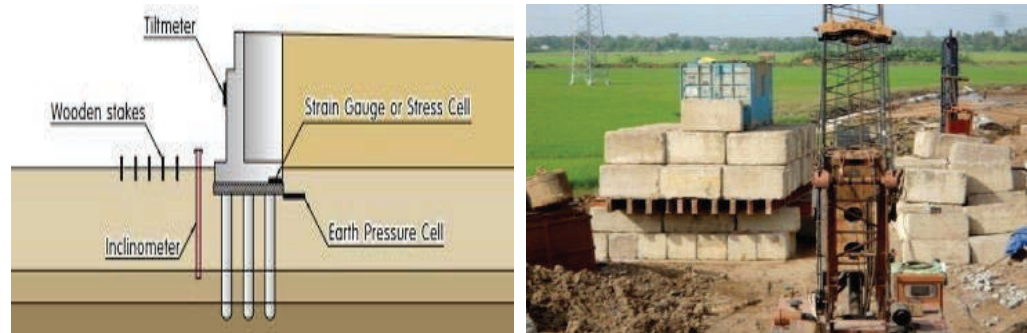 Tiltmeter
Wooden stakes
Strain Gauge or Stress Cell
Inclinometer
Earth Pressure Cell